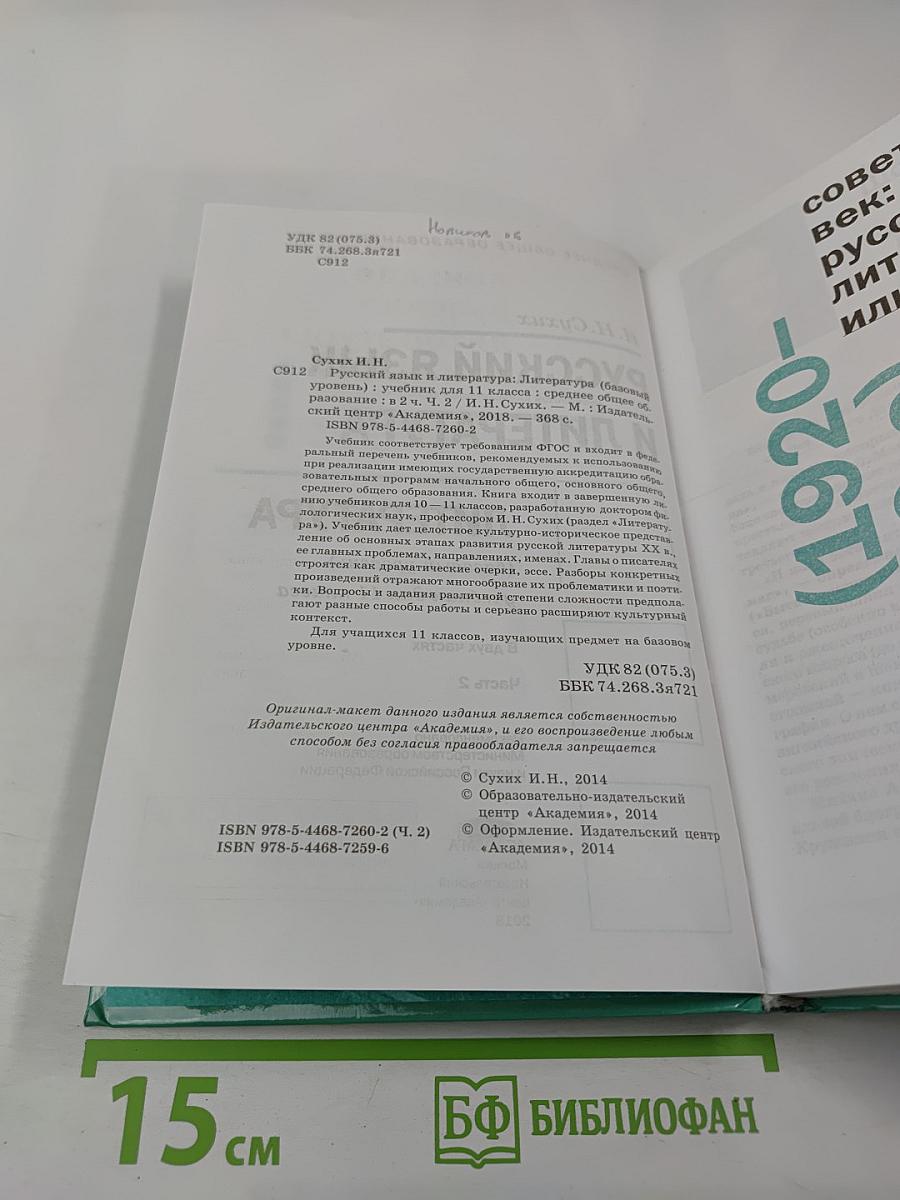 УДК 82(075.3)
ББК 74.268.3я721
С912
Сухих И. Н.
С912 Русский язык и литература: Литература (базовый
уровень) : учебник для 11 класса : среднее общее об-
разование : в 2 ч. Ч. 2 / И. Н. Сухих. — М. : Издатель-
ский центр «Академия», 2018. — 368 с.
ISBN 978-5-4468-7260-2
Учебник соответствует требованиям ФГОС и входит в феде-
ральный перечень учебников, рекомендуемых к использованию
при реализации имеющих государственную аккредитацию обра-
зовательных программ начального общего, основного общего,
среднего общего образования. Книга входит в завершенную ли-
нию учебников для 10 — 11 классов, разработанную доктором фи-
лологических наук, профессором И. Н. Сухих (раздел «Литерату-
ра»). Учебник дает целостное культурно-историческое представ-
ление об основных этапах развития русской литературы XX в.,
ее главных проблемах, направлениях, именах. Главы о писателях
строятся как драматические очерки, эссе. Разборы конкретных
произведений отражают многообразие их проблематики и поэти-
ки. Вопросы и задания различной степени сложности предпола-
гают разные способы работы и серьезно расширяют культурный
контекст.
Для учащихся 11 классов, изучающих предмет на базовом
уровне.
УДК 82(075.3)
ББК 74.268.3я721
Оригинал-макет данного издания является собственностью
Издательского центра «Академия», и его воспроизведение любым
способом без согласия правообладателя запрещается
© Сухих И. Н., 2014
© Образовательно-издательский
центр «Академия», 2014
ISBN 978-5-4468-7260-2 (Ч. 2) © Оформление. Издательский центр
ISBN 978-5-4468-7259-6 «Академия», 2014
совет
век:
русс
лит
или
(1920–
15 см
БФ БИБЛИОФАН